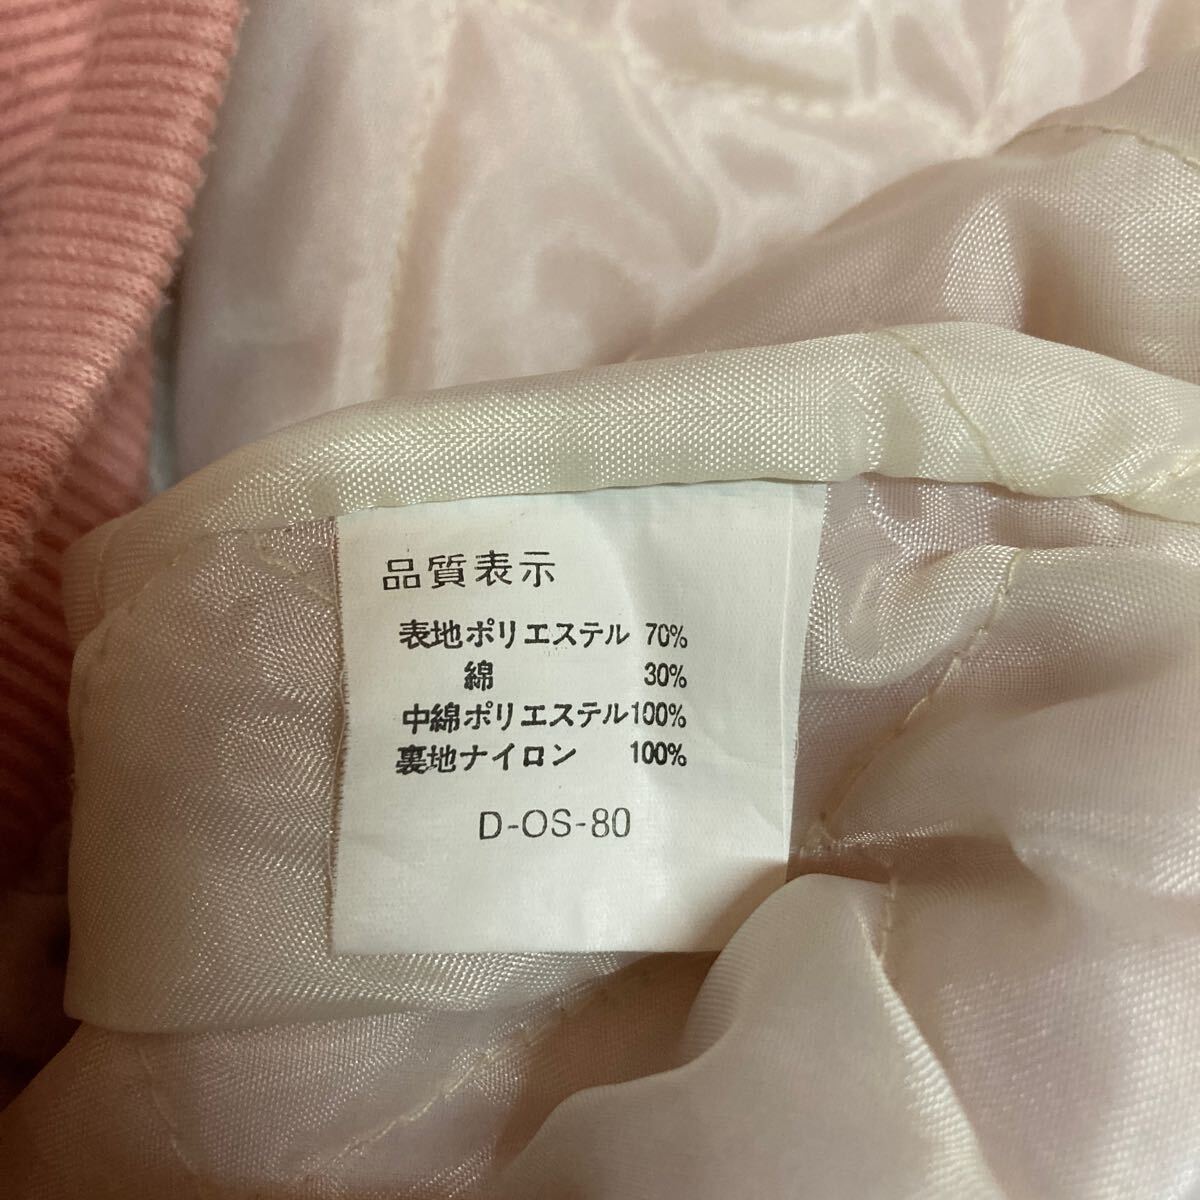 品質表示
表地ポリエステル 70%
綿 30%
中綿ポリエステル100%
裏地ナイロン 100%
D-OS-80